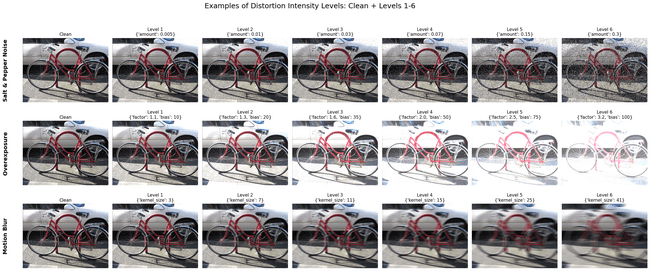 Examples of Distortion Intensity Levels: Clean + Levels 1-6
Salt & Pepper Noise
Clean
Level 1
{'amount': 0.005}
Level 2
{'amount': 0.01}
Level 3
{'amount': 0.03}
Level 4
{'amount': 0.07}
Level 5
{'amount': 0.15}
Level 6
{'amount': 0.3}
Overexposure
Clean
Level 1
{'factor': 1.1, 'bias': 10}
Level 2
{'factor': 1.3, 'bias': 20}
Level 3
{'factor': 1.6, 'bias': 35}
Level 4
{'factor': 2.0, 'bias': 50}
Level 5
{'factor': 2.5, 'bias': 75}
Level 6
{'factor': 3.2, 'bias': 100}
Motion Blur
Clean
Level 1
{'kernel_size': 3}
Level 2
{'kernel_size': 7}
Level 3
{'kernel_size': 11}
Level 4
{'kernel_size': 15}
Level 5
{'kernel_size': 25}
Level 6
{'kernel_size': 41}